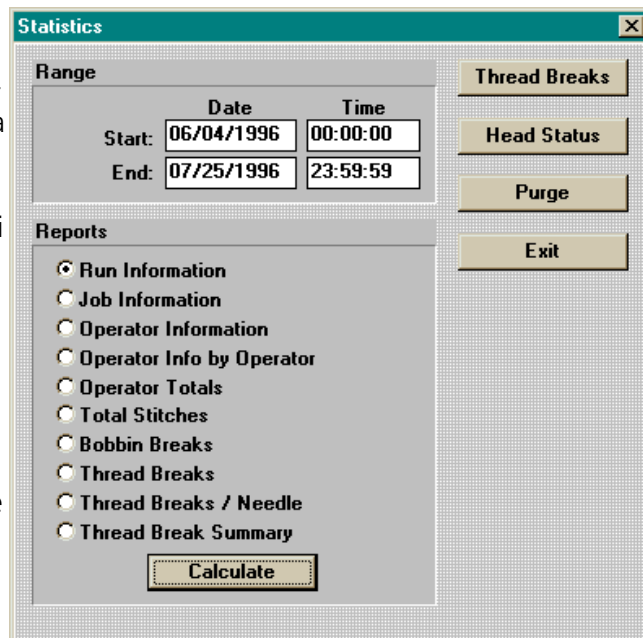 Statistics
Range
Date Time
Start: 06/04/1996 00:00:00
End: 07/25/1996 23:59:59
Reports
Run Information
Job Information
Operator Information
Operator Info by Operator
Operator Totals
Total Stitches
Bobbin Breaks
Thread Breaks
Thread Breaks / Needle
Thread Break Summary
Calculate
Thread Breaks
Head Status
Purge
Exit